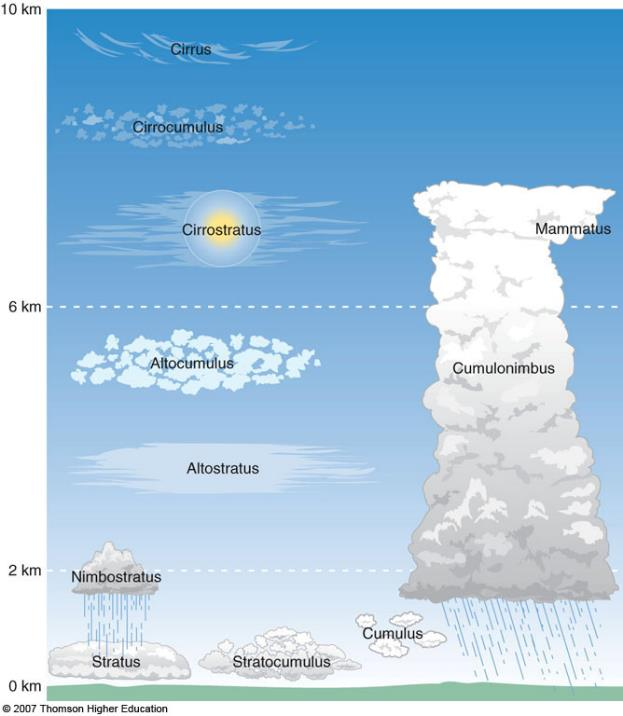 10 km
Cirrus
Cirrocumulus
Cirrostratus
Mammatus
6 km
Altocumulus
Cumulonimbus
Altostratus
2 km
Nimbostratus
Cumulus
Stratus
Stratocumulus
0 km
© 2007 Thomson Higher Education